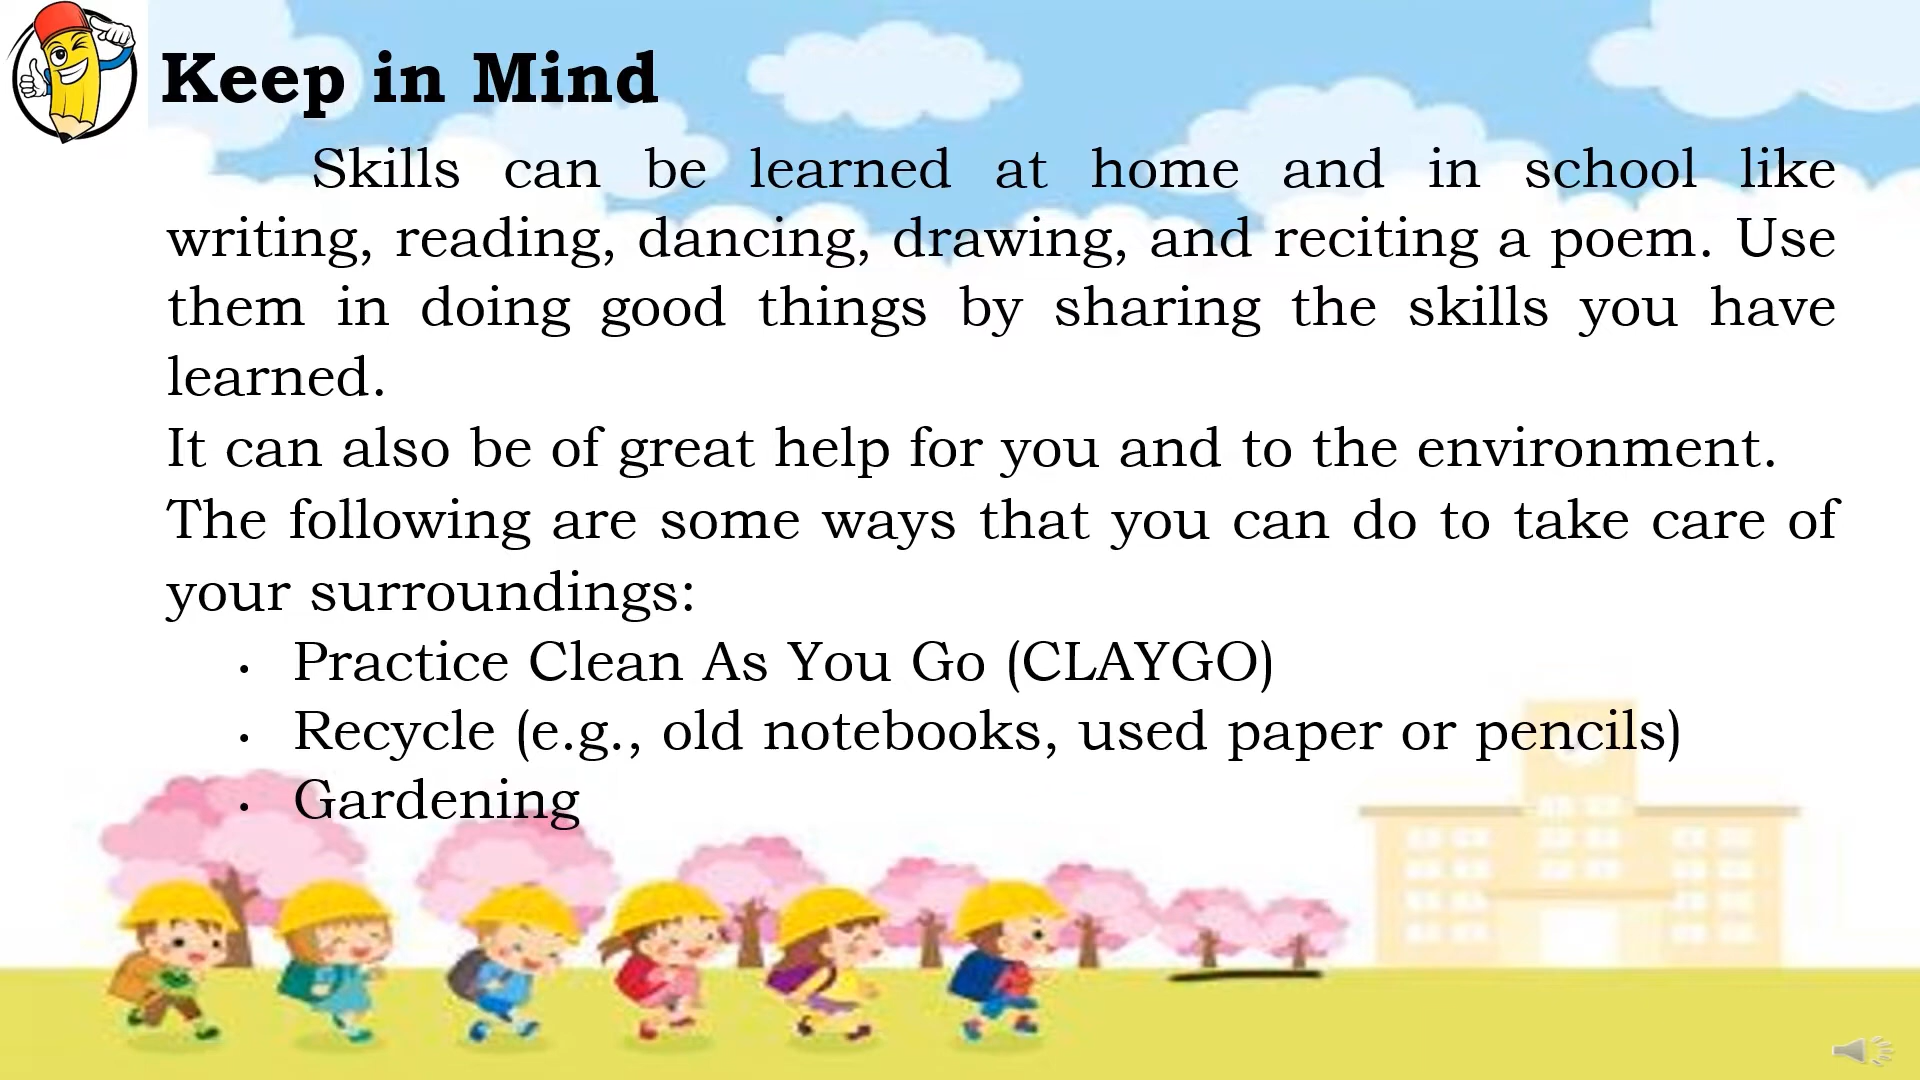 Keep in Mind
Skills can be learned at home and in school like
writing, reading, dancing, drawing, and reciting a poem. Use
them in doing good things by sharing the skills you have
learned.
It can also be of great help for you and to the environment.
The following are some ways that you can do to take care of
your surroundings:
• Practice Clean As You Go (CLAYGO)
• Recycle (e.g., old notebooks, used paper or pencils)
• Gardening